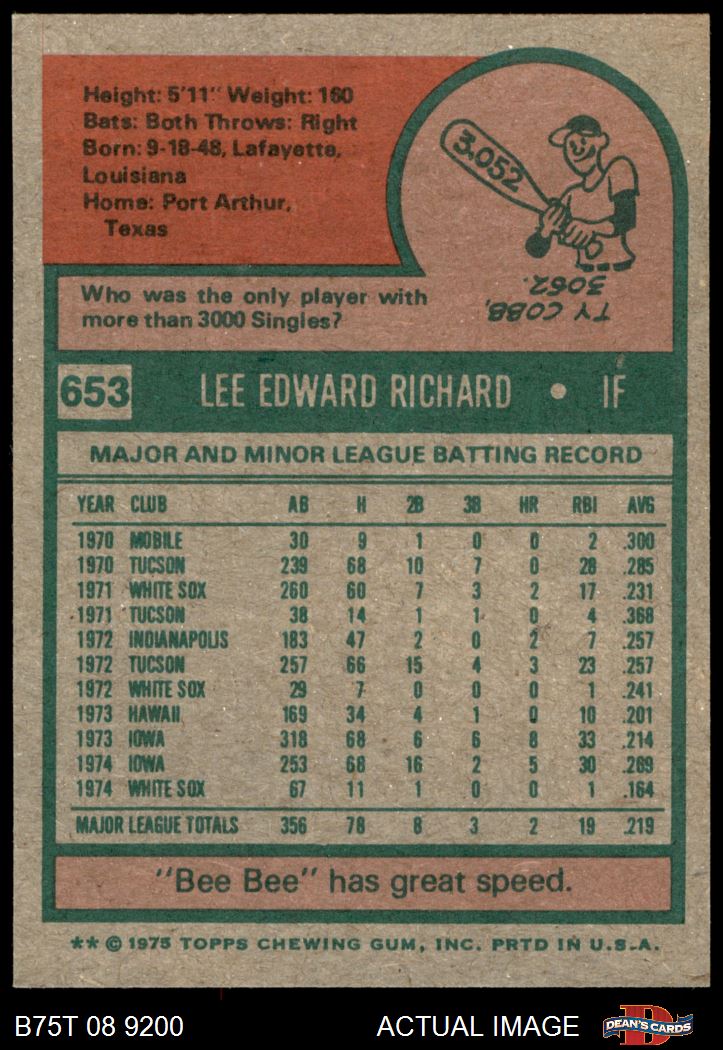 Height: 5'11" Weight: 160
Bats: Both Throws: Right
Born: 9-18-48, Lafayette,
Louisiana
Home: Port Arthur,
Texas
3,052
Who was the only player with
more than 3000 Singles?
TY COBB,
3052.
653 LEE EDWARD RICHARD • IF
MAJOR AND MINOR LEAGUE BATTING RECORD
YEAR CLUB AB H 2B 3B HR RBI AVG
1970 MOBILE 30 9 1 0 0 2 .300
1970 TUCSON 239 68 10 7 0 28 .285
1971 WHITE SOX 260 60 7 3 2 17 .231
1971 TUCSON 38 14 1 1 0 4 .368
1972 INDIANAPOLIS 183 47 2 0 2 7 .257
1972 TUCSON 257 66 15 4 3 23 .257
1972 WHITE SOX 29 7 0 0 0 1 .241
1973 HAWAII 169 34 4 1 0 10 .201
1973 IOWA 318 68 6 6 8 33 .214
1974 IOWA 253 68 16 2 5 30 .269
1974 WHITE SOX 67 11 1 0 0 1 .164
MAJOR LEAGUE TOTALS 356 78 8 3 2 19 .219
"Bee Bee" has great speed.
** © 1975 TOPPS CHEWING GUM, INC. PRTD IN U.S.A.
B75T 08 9200 ACTUAL IMAGE D DEAN'S CARDS